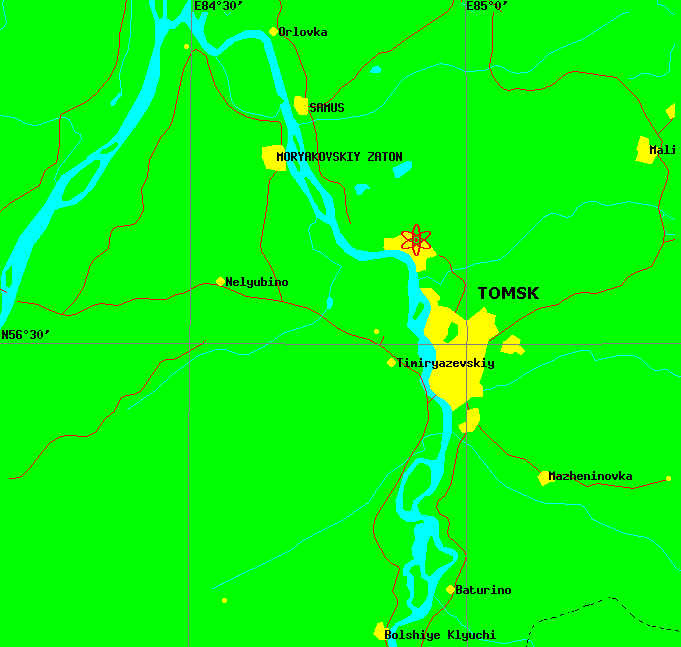 E84°30′ E85°0′
Orlovka
SAMUS
MORYAKOVSKIY ZATON
Mali
Nelyubino
TOMSK
N56°30′
Timiryazevskiy
Mazheninovka
Baturino
Bolshiye Klyuchi